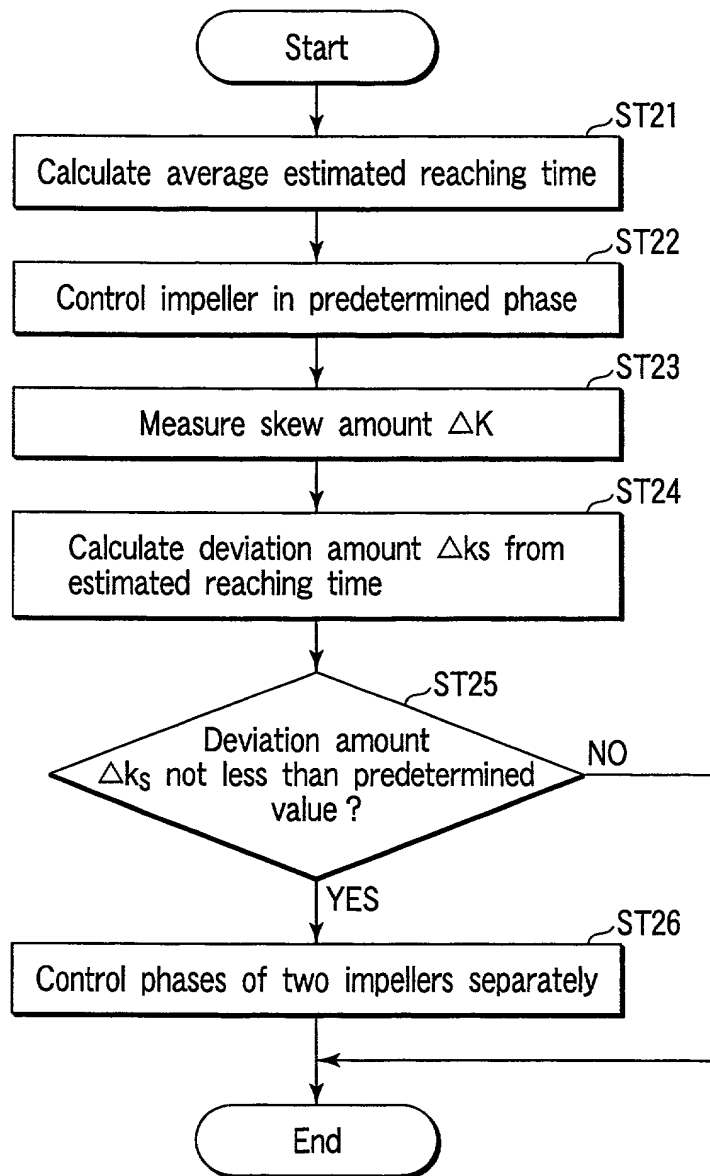 Start
ST21
Calculate average estimated reaching time
ST22
Control impeller in predetermined phase
ST23
Measure skew amount △K
ST24
Calculate deviation amount △ks from
estimated reaching time
ST25
Deviation amount
△ks not less than predetermined
value ?
NO
YES
ST26
Control phases of two impellers separately
End